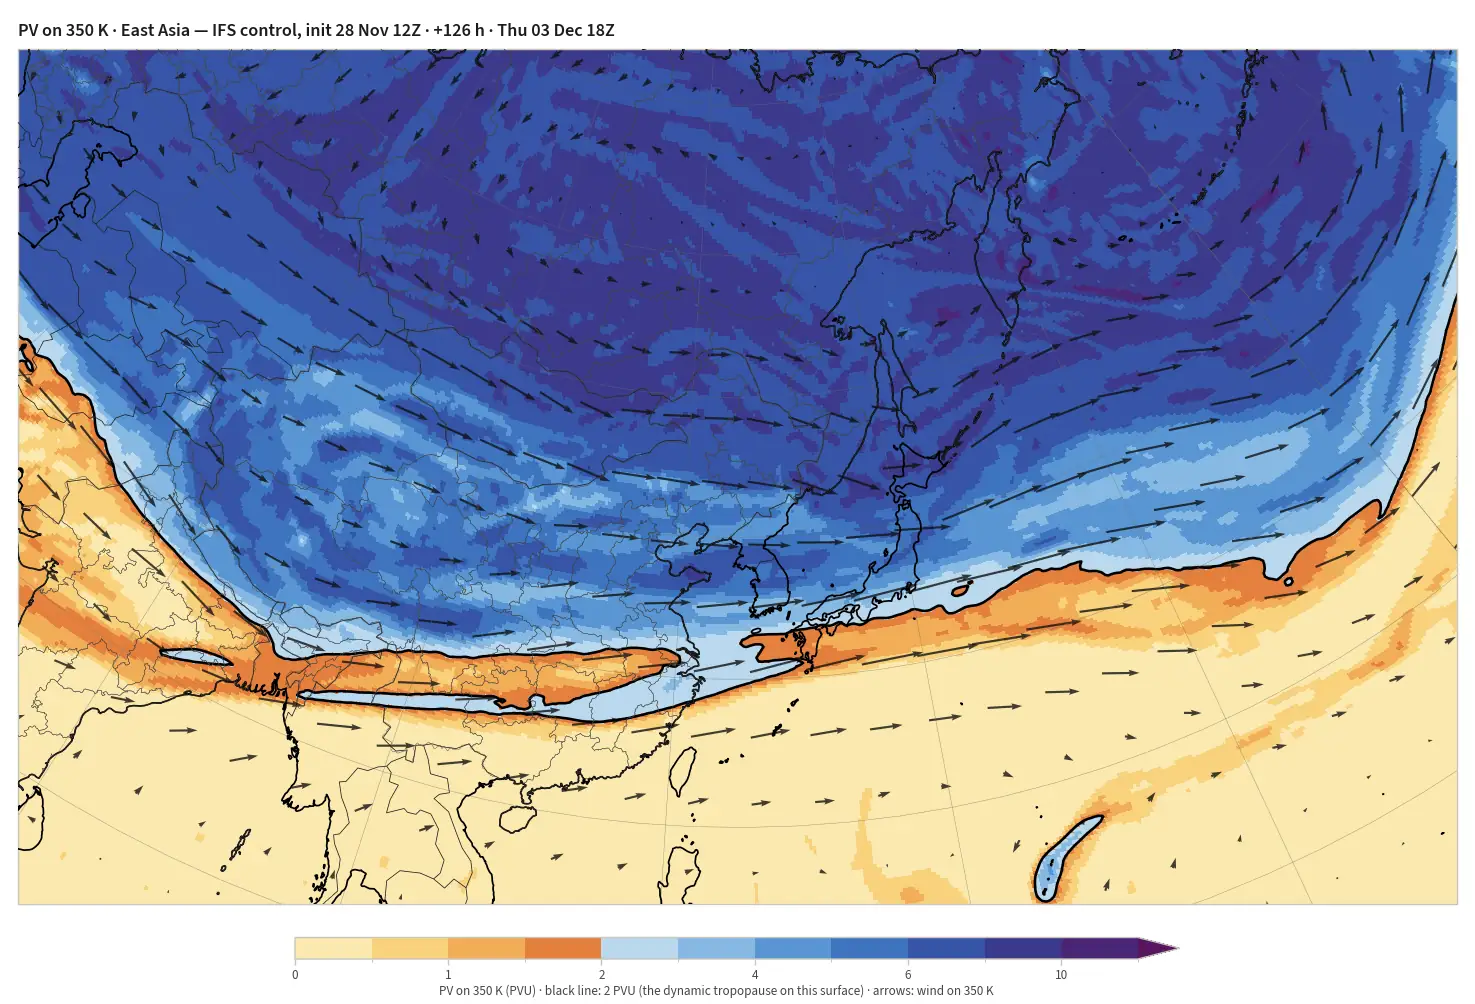 PV on 350 K · East Asia — IFS control, init 28 Nov 12Z · +126 h · Thu 03 Dec 18Z
0 1 2 4 6 10
PV on 350 K (PVU) · black line: 2 PVU (the dynamic tropopause on this surface) · arrows: wind on 350 K